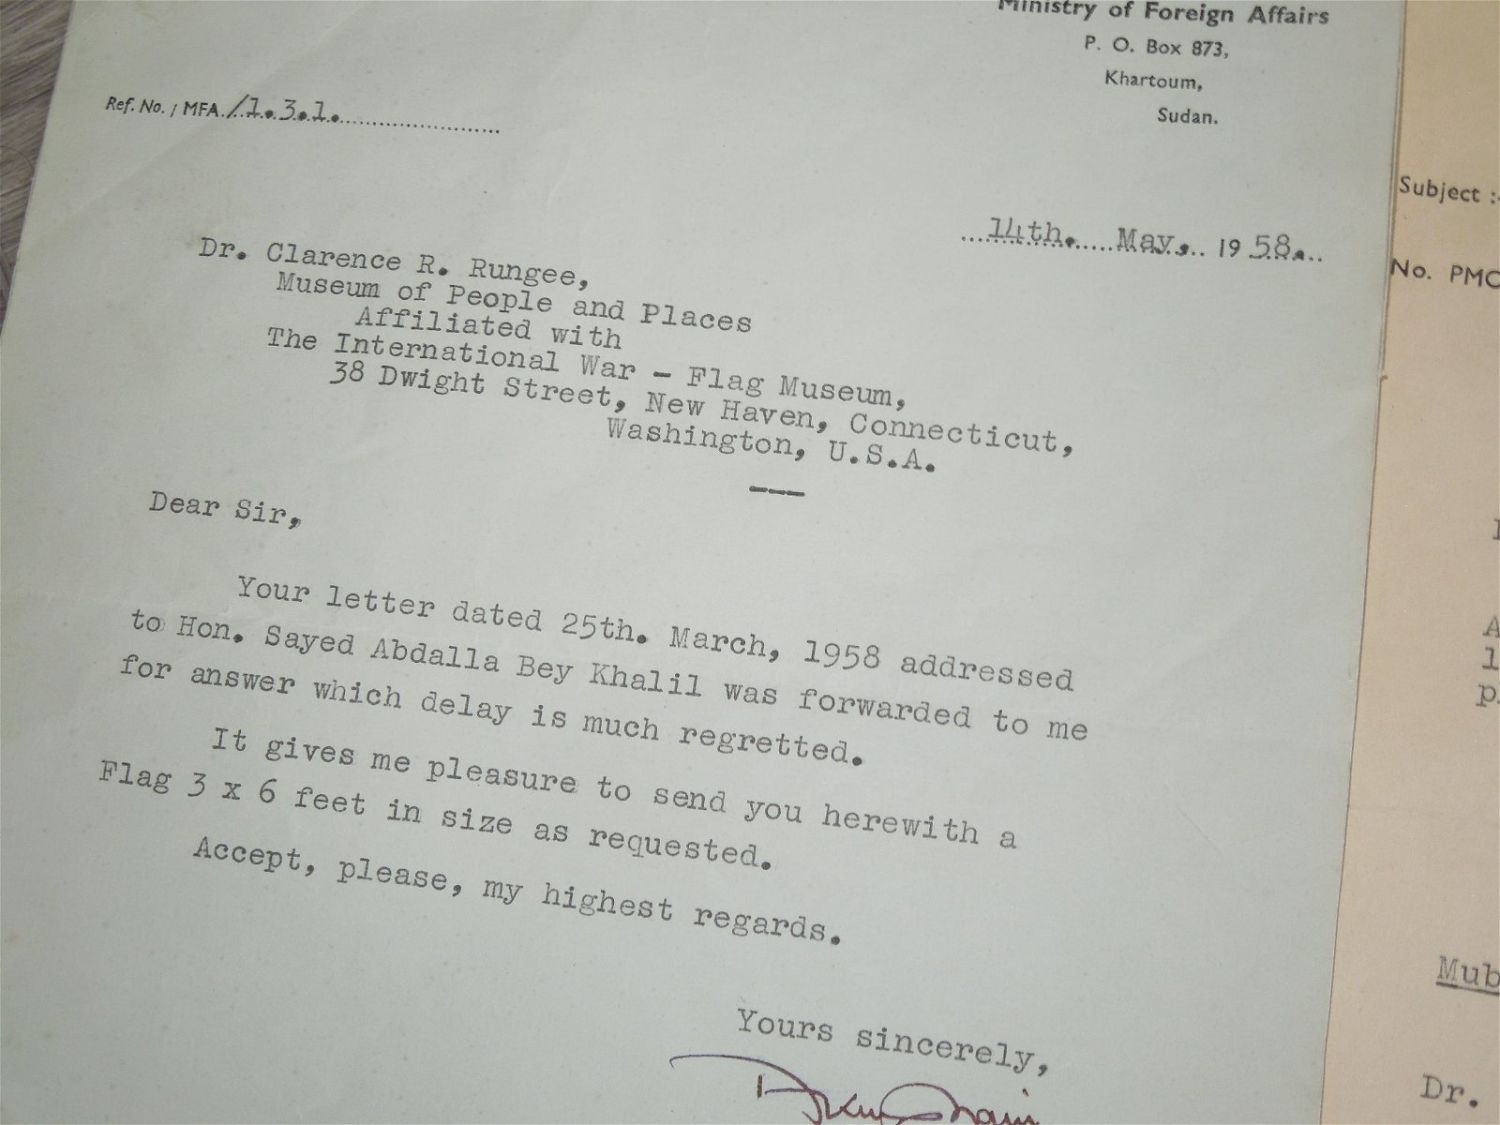 Ministry of Foreign Affairs
P. O. Box 873,
Khartoum,
Sudan.
Ref. No. / MFA /1.3.1.
14th. May, 1958.
Dr. Clarence R. Rungee,
Museum of People and Places
Affiliated with
The International War - Flag Museum,
38 Dwight Street, New Haven, Connecticut,
Washington, U.S.A.
Dear Sir,
Your letter dated 25th. March, 1958 addressed
to Hon. Sayed Abdalla Bey Khalil was forwarded to me
for answer which delay is much regretted.
It gives me pleasure to send you herewith a
Flag 3 x 6 feet in size as requested.
Accept, please, my highest regards.
Yours sincerely,
Subject :-
No. PMO
Mub
Dr.